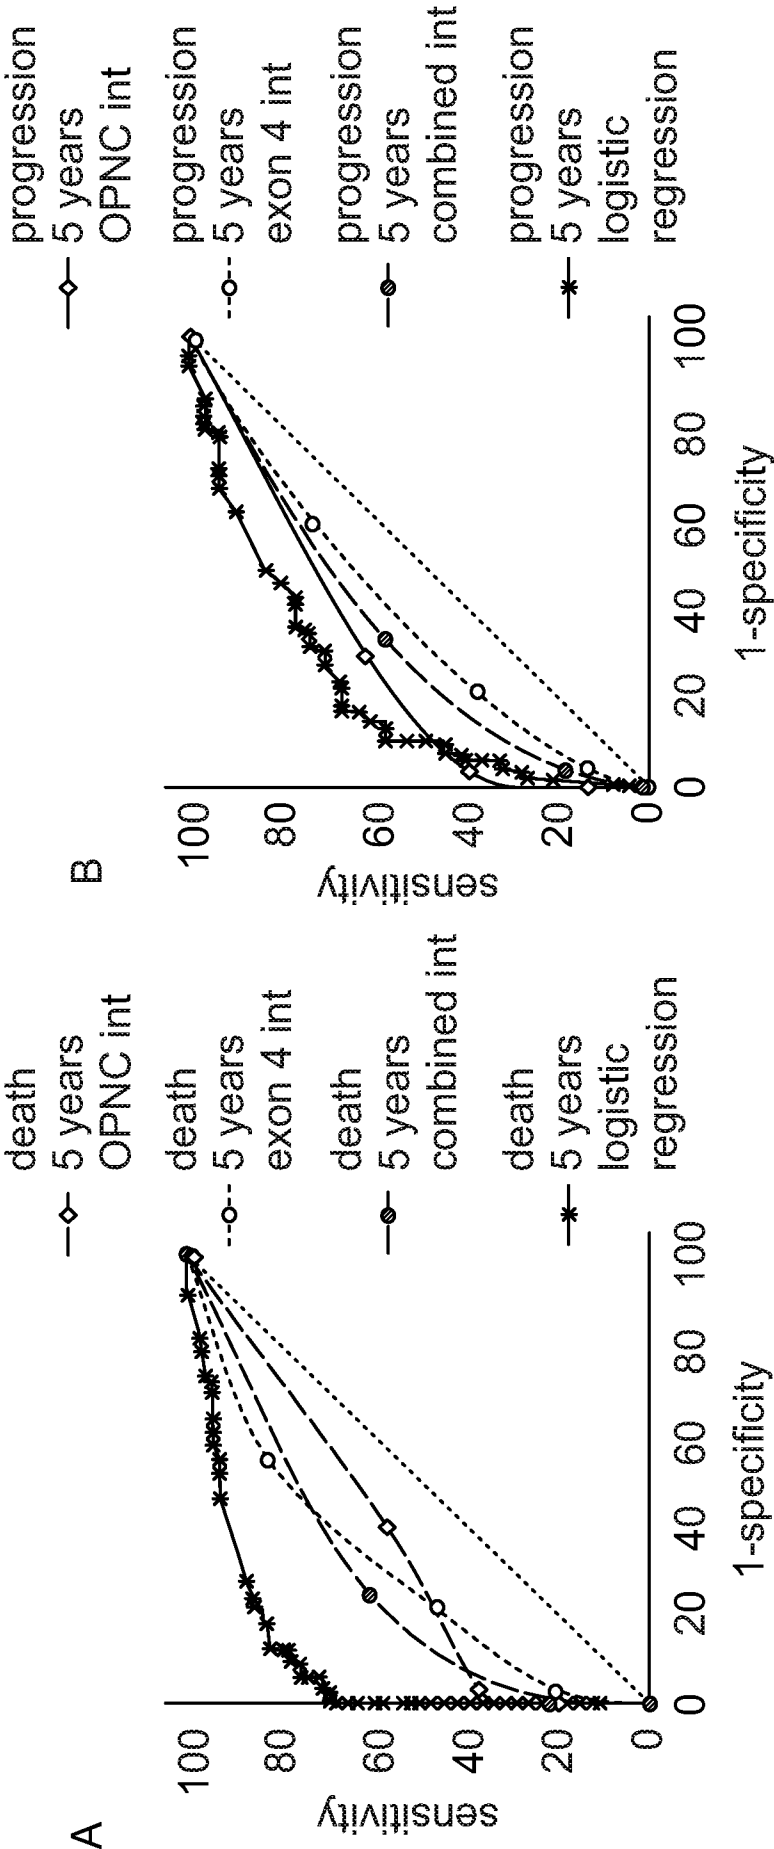 A
sensitivity
100
80
60
40
20
0
0
20
40
60
80
100
1-specificity
death
5 years
OPNC int
death
5 years
exon 4 int
death
5 years
combined int
death
5 years
logistic
regression
B
sensitivity
100
80
60
40
20
0
0
20
40
60
80
100
1-specificity
progression
5 years
OPNC int
progression
5 years
exon 4 int
progression
5 years
combined int
progression
5 years
logistic
regression